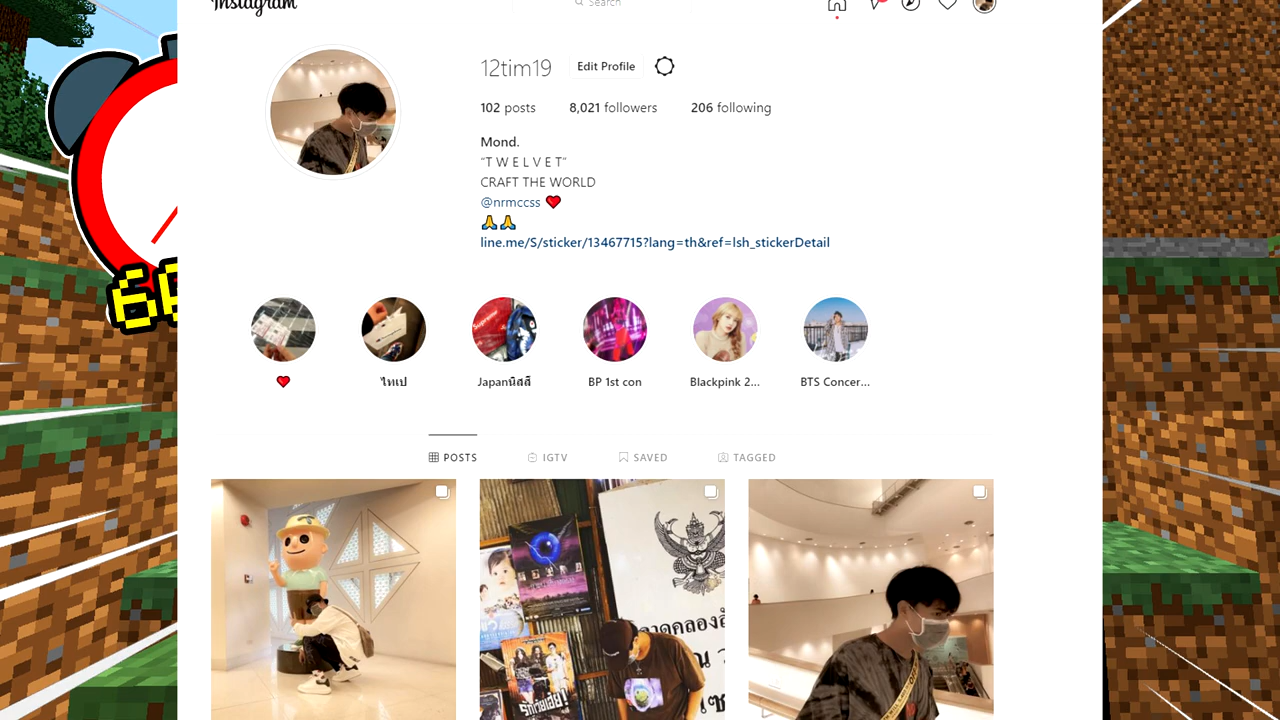 Instagram
Search
12tim19
Edit Profile
102 posts
8,021 followers
206 following
Mond.
“T W E L V E T”
CRAFT THE WORLD
@nrmccss ❤️
🙏🙏
line.me/S/sticker/13467715?lang=th&ref=lsh_stickerDetail
❤️
ไทเป
Japanนิสสึ
BP 1st con
Blackpink 2...
BTS Concer...
POSTS
IGTV
SAVED
TAGGED